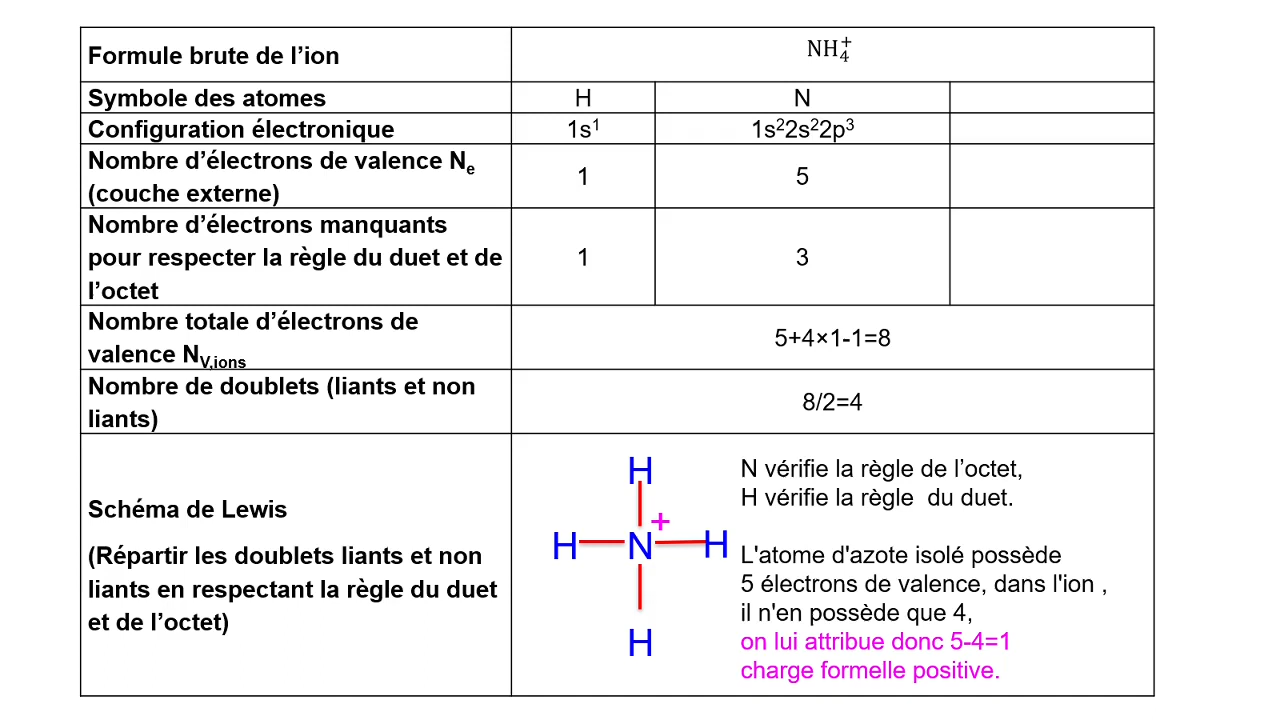 Formule brute de l’ion
NH₄⁺
Symbole des atomes
H
N
Configuration électronique
1s¹
1s²2s²2p³
Nombre d’électrons de valence Nₑ
(couche externe)
1
5
Nombre d’électrons manquants
pour respecter la règle du duet et de
l’octet
1
3
Nombre totale d’électrons de
valence N_V,ions
5+4×1-1=8
Nombre de doublets (liants et non
liants)
8/2=4
Schéma de Lewis
(Répartir les doublets liants et non
liants en respectant la règle du duet
et de l’octet)
H
+
H N H
H
N vérifie la règle de l’octet,
H vérifie la règle  du duet.
L'atome d'azote isolé possède
5 électrons de valence, dans l'ion ,
il n'en possède que 4,
on lui attribue donc 5-4=1
charge formelle positive.